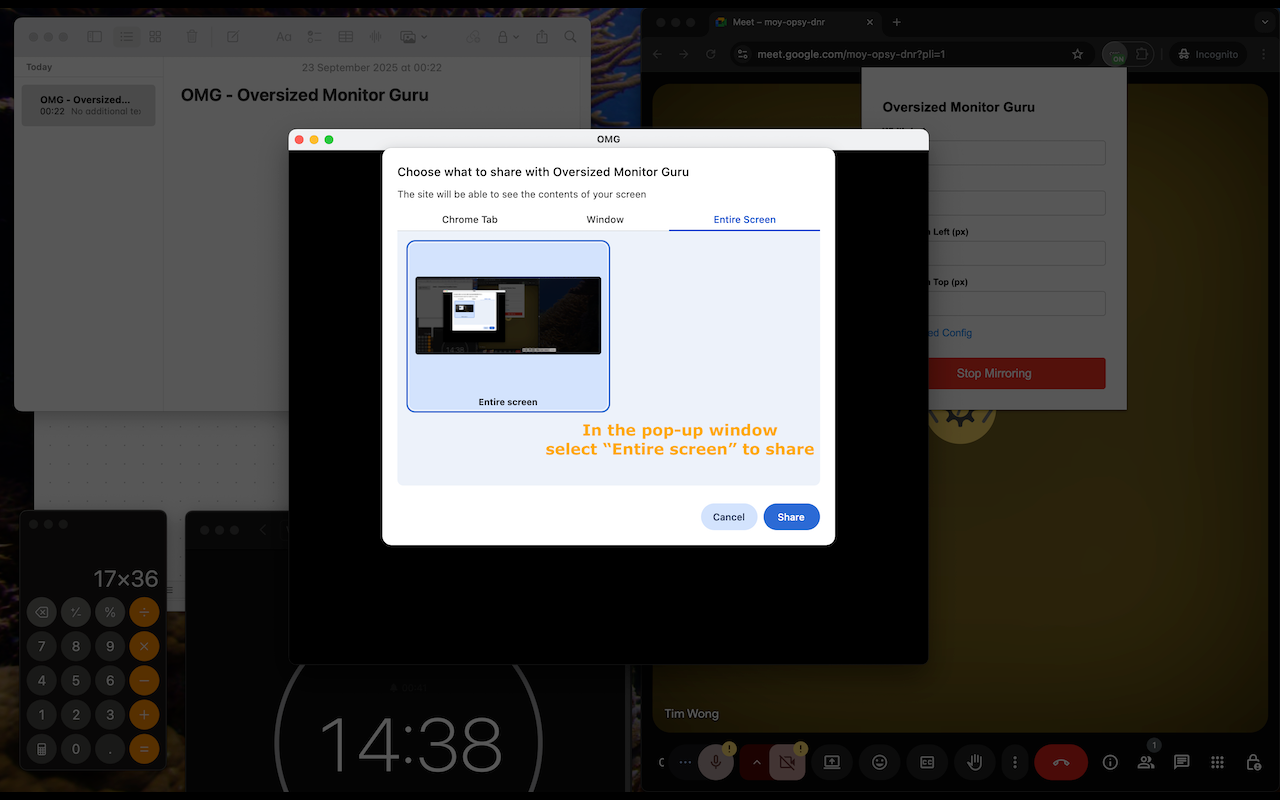 Today
23 September 2025 at 00:22
OMG - Oversized...
00:22 No additional te
OMG - Oversized Monitor Guru
Meet – moy-opsy-dnr
meet.google.com/moy-opsy-dnr?pli=1
ON
Incognito
Oversized Monitor Guru
Left (px)
Top (px)
ed Config
Stop Mirroring
OMG
Choose what to share with Oversized Monitor Guru
The site will be able to see the contents of your screen
Chrome Tab
Window
Entire Screen
Entire screen
In the pop-up window
select “Entire screen” to share
Cancel
Share
17×36
% ÷
7 8 9 ×
4 5 6 −
1 2 3 +
0 . =
14:38
Tim Wong
1